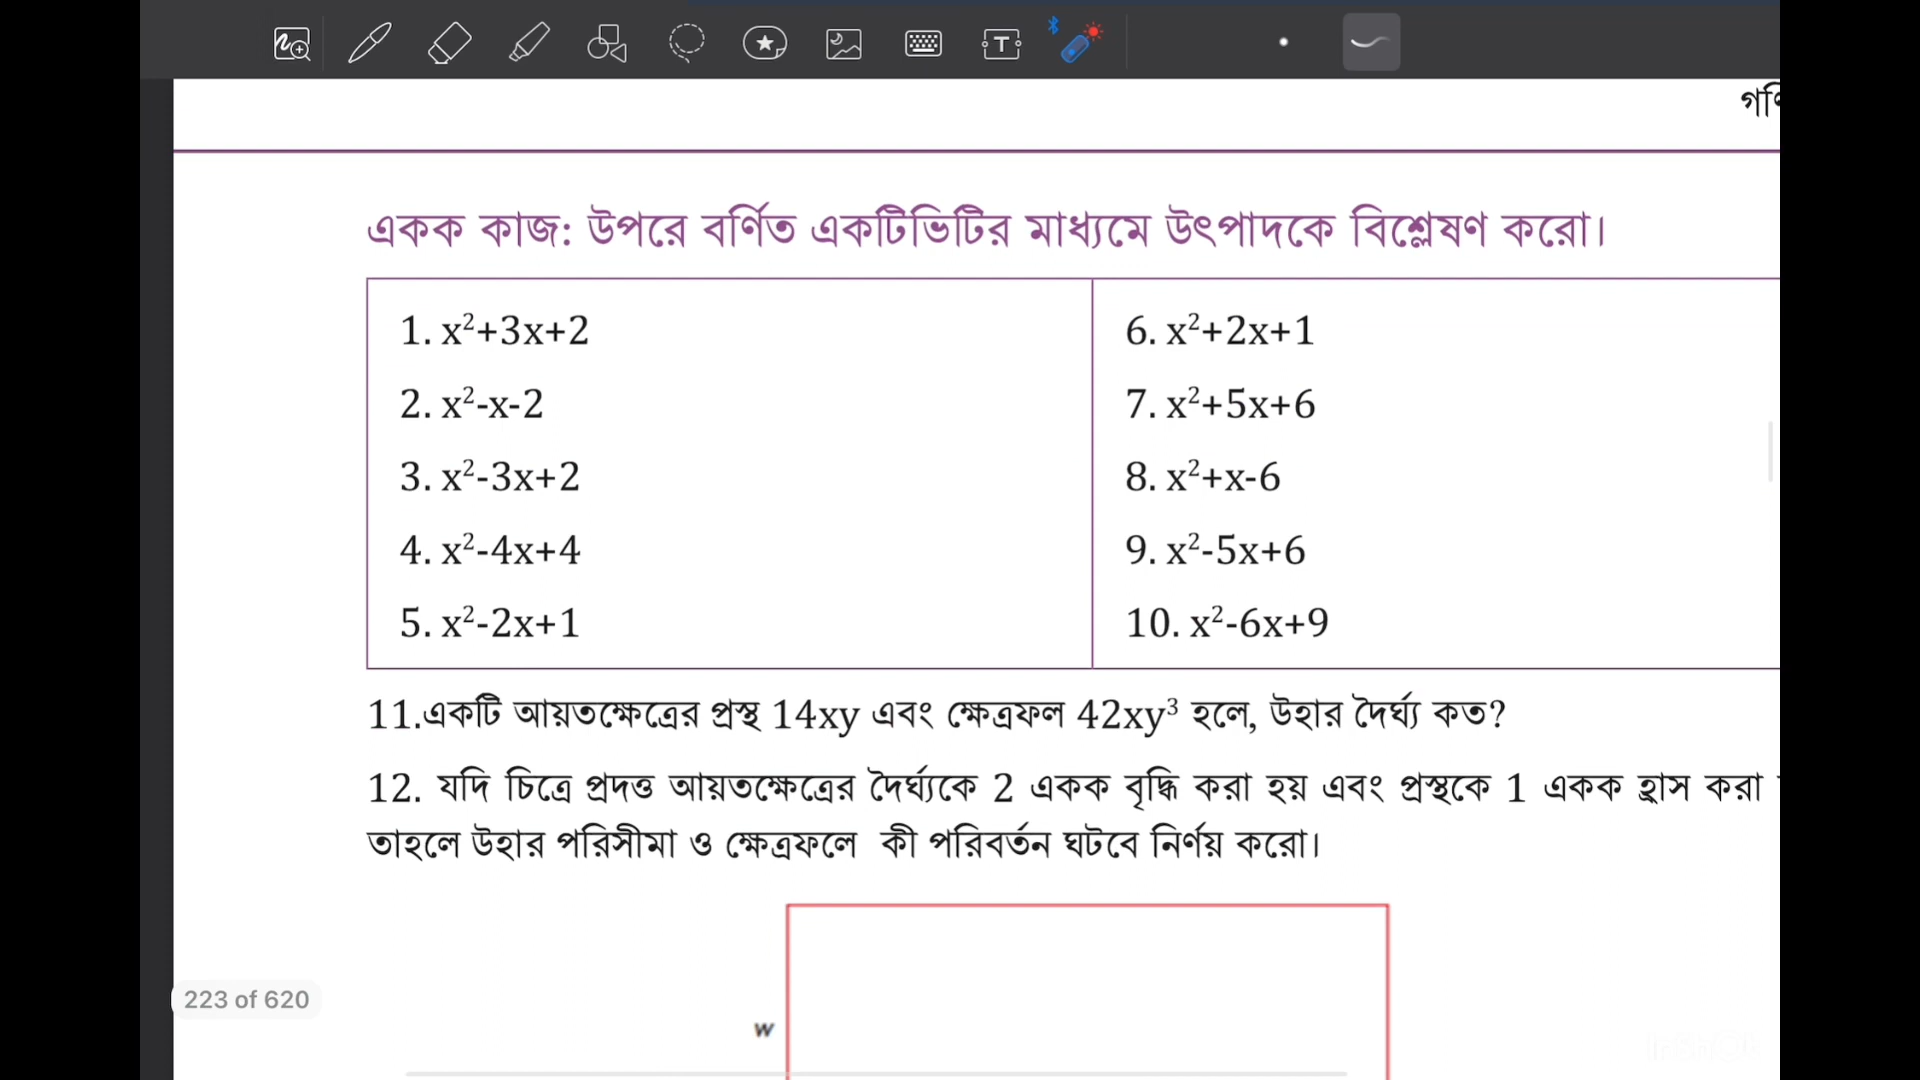 গণি
একক কাজ: উপরে বর্ণিত একটিভিটির মাধ্যমে উৎপাদকে বিশ্লেষণ করো।
1. x²+3x+2
2. x²-x-2
3. x²-3x+2
4. x²-4x+4
5. x²-2x+1
6. x²+2x+1
7. x²+5x+6
8. x²+x-6
9. x²-5x+6
10. x²-6x+9
11.একটি আয়তক্ষেত্রের প্রস্থ 14xy এবং ক্ষেত্রফল 42xy³ হলে, উহার দৈর্ঘ্য কত?
12. যদি চিত্রে প্রদত্ত আয়তক্ষেত্রের দৈর্ঘ্যকে 2 একক বৃদ্ধি করা হয় এবং প্রস্থকে 1 একক হ্রাস করা
তাহলে উহার পরিসীমা ও ক্ষেত্রফলে কী পরিবর্তন ঘটবে নির্ণয় করো।
w
223 of 620